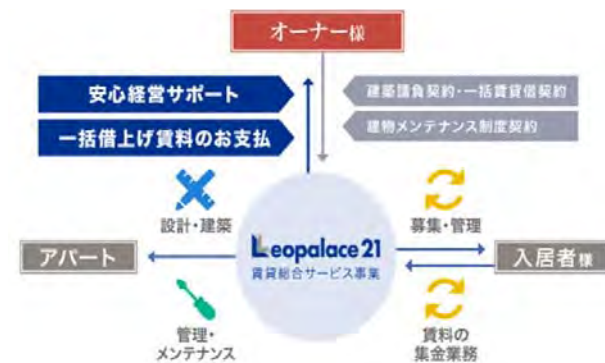 オーナー様
安心経営サポート
建築請負契約・一括賃貸借契約
一括借上げ賃料のお支払
建物メンテナンス制度契約
設計・建築
募集・管理
アパート
Leopalace21
賃貸総合サービス事業
入居者様
管理・
メンテナンス
賃料の
集金業務